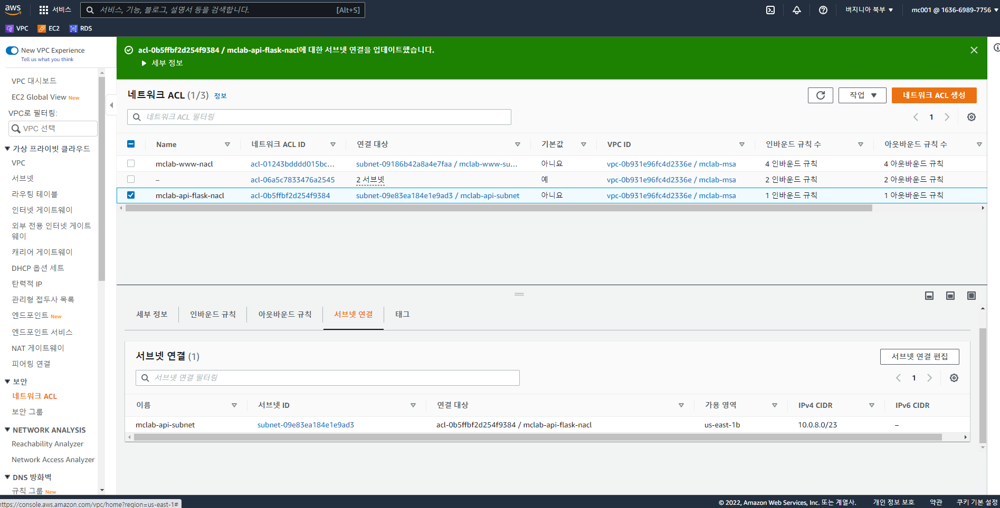 aws
서비스
서비스, 기능, 블로그, 설명서 등을 검색합니다.
[Alt+S]
버지니아 북부 ▼
mc001 @ 1636-6989-7756 ▼
VPC
EC2
RDS
New VPC Experience
Tell us what you think
VPC 대시보드
EC2 Global View New
VPC로 필터링:
VPC 선택
가상 프라이빗 클라우드
VPC
서브넷
라우팅 테이블
인터넷 게이트웨이
외부 전용 인터넷 게이트
웨이
캐리어 게이트웨이
DHCP 옵션 세트
탄력적 IP
관리형 접두사 목록
엔드포인트 New
엔드포인트 서비스
NAT 게이트웨이
피어링 연결
보안
네트워크 ACL
보안 그룹
NETWORK ANALYSIS
Reachability Analyzer
Network Access Analyzer
DNS 방화벽
규칙 그룹 New
acl-0b5ffbf2d254f9384 / mclab-api-flask-nacl에 대한 서브넷 연결을 업데이트했습니다.
세부 정보
네트워크 ACL (1/3) 정보
작업 ▼
네트워크 ACL 생성
네트워크 ACL 필터링
1
Name 네트워크 ACL ID 연결 대상 기본값 VPC ID 인바운드 규칙 수 아웃바운드 규칙 수
mclab-www-nacl acl-01243bdddd015bc... subnet-09186b42a8a4e7faa / mclab-www-su... 아니요 vpc-0b931e96fc4d2336e / mclab-msa 4 인바운드 규칙 4 아웃바운드 규칙
– acl-06a5c7833476a2545 2 서브넷 예 vpc-0b931e96fc4d2336e / mclab-msa 2 인바운드 규칙 2 아웃바운드 규칙
mclab-api-flask-nacl acl-0b5ffbf2d254f9384 subnet-09e83ea184e1e9ad3 / mclab-api-subnet 아니요 vpc-0b931e96fc4d2336e / mclab-msa 1 인바운드 규칙 1 아웃바운드 규칙
세부 정보 인바운드 규칙 아웃바운드 규칙 서브넷 연결 태그
서브넷 연결 (1)
서브넷 연결 편집
서브넷 연결 필터링
1
이름 서브넷 ID 연결 대상 가용 영역 IPv4 CIDR IPv6 CIDR
mclab-api-subnet subnet-09e83ea184e1e9ad3 acl-0b5ffbf2d254f9384 / mclab-api-flask-nacl us-east-1b 10.0.8.0/23 –
https://console.aws.amazon.com/vpc/home?region=us-east-1#
© 2022, Amazon Web Services, Inc. 또는 계열사. 개인 정보 보호 약관 쿠키 기본 설정